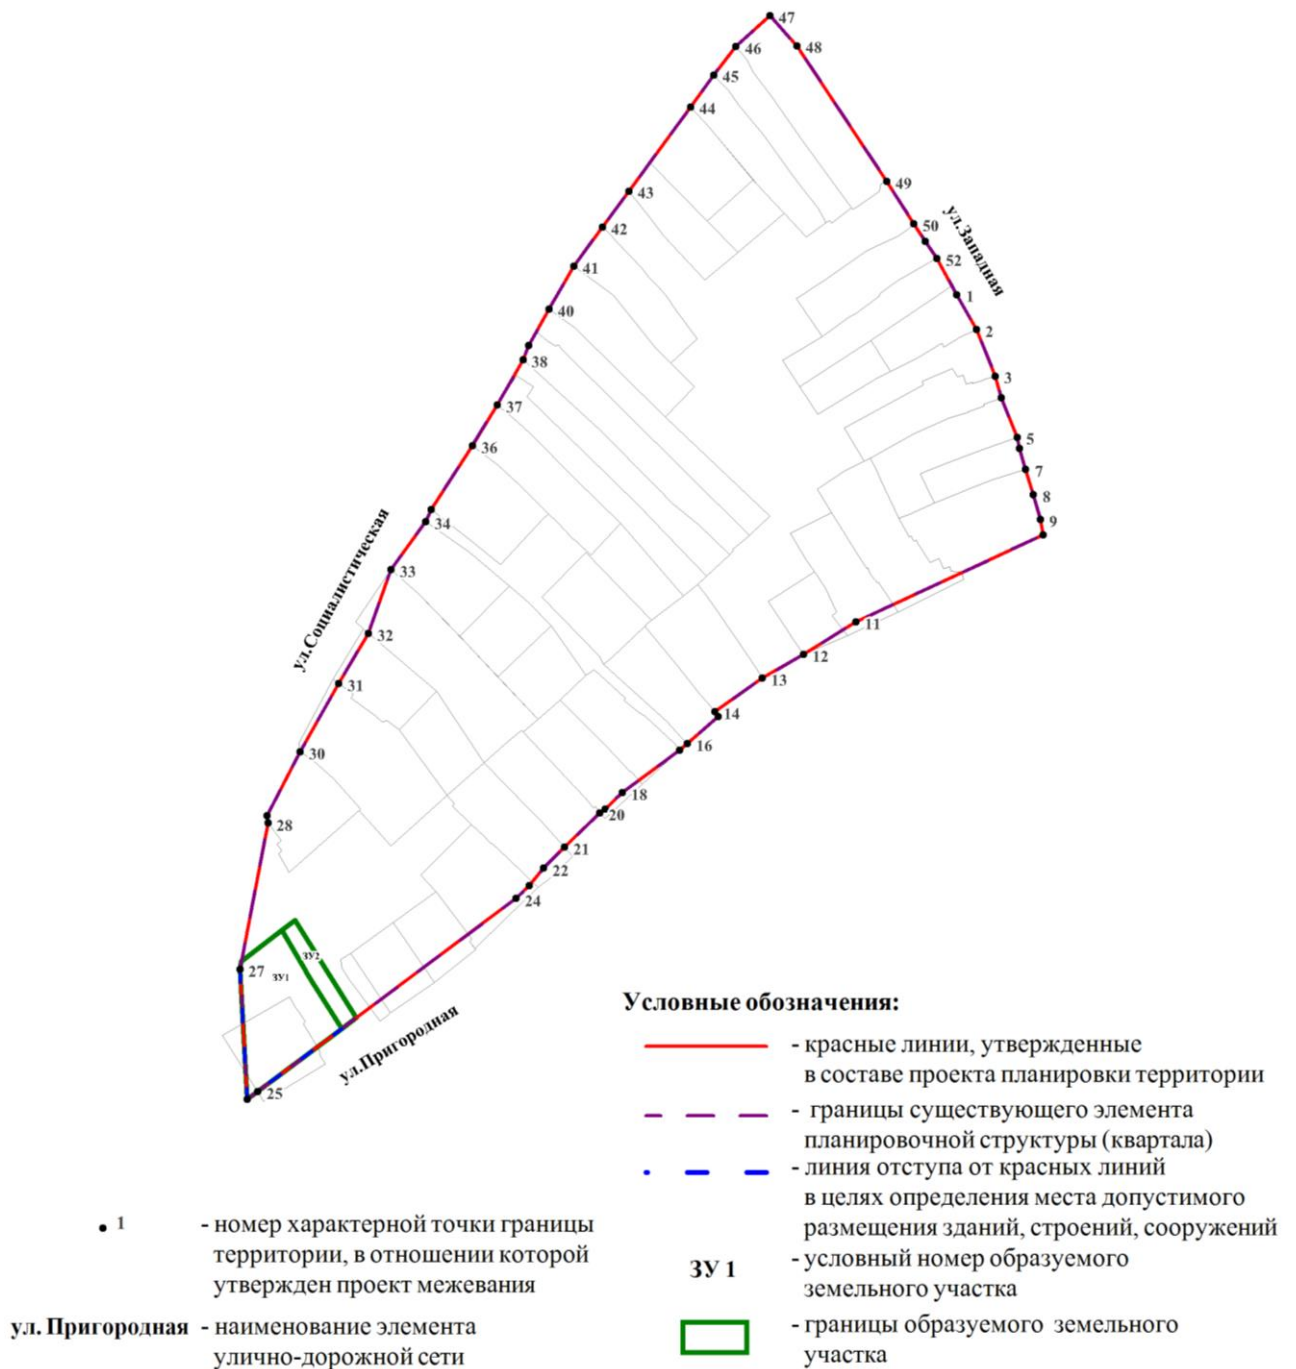 47
48
46
45
44
49
43
50
ул.Западная
42
52
41
1
40
2
38
3
37
5
36
7
8
9
34
ул.Социалистическая
33
11
32
12
31
13
14
30
16
18
28
20
21
22
24
ЗУ2
27
ЗУ1
ул.Пригородная
25
Условные обозначения:
- красные линии, утвержденные
в составе проекта планировки территории
- границы существующего элемента
планировочной структуры (квартала)
- линия отступа от красных линий
в целях определения места допустимого
размещения зданий, строений, сооружений
1
- номер характерной точки границы
территории, в отношении которой
утвержден проект межевания
ЗУ 1
- условный номер образуемого
земельного участка
ул. Пригородная - наименование элемента
улично-дорожной сети
- границы образуемого земельного
участка